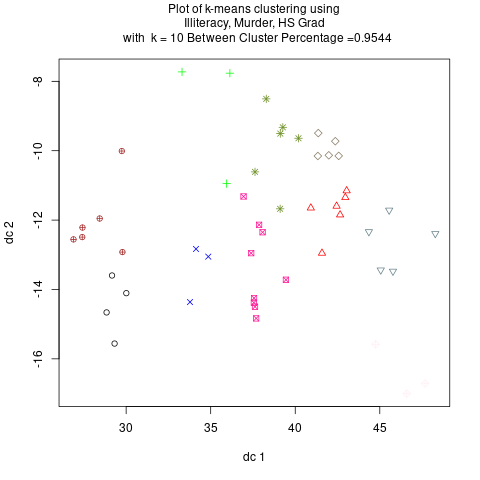 Plot of k-means clustering using
Illiteracy, Murder, HS Grad
with k = 10 Between Cluster Percentage =0.9544
-8
-10
-12
-14
-16
dc 2
30
35
40
45
dc 1